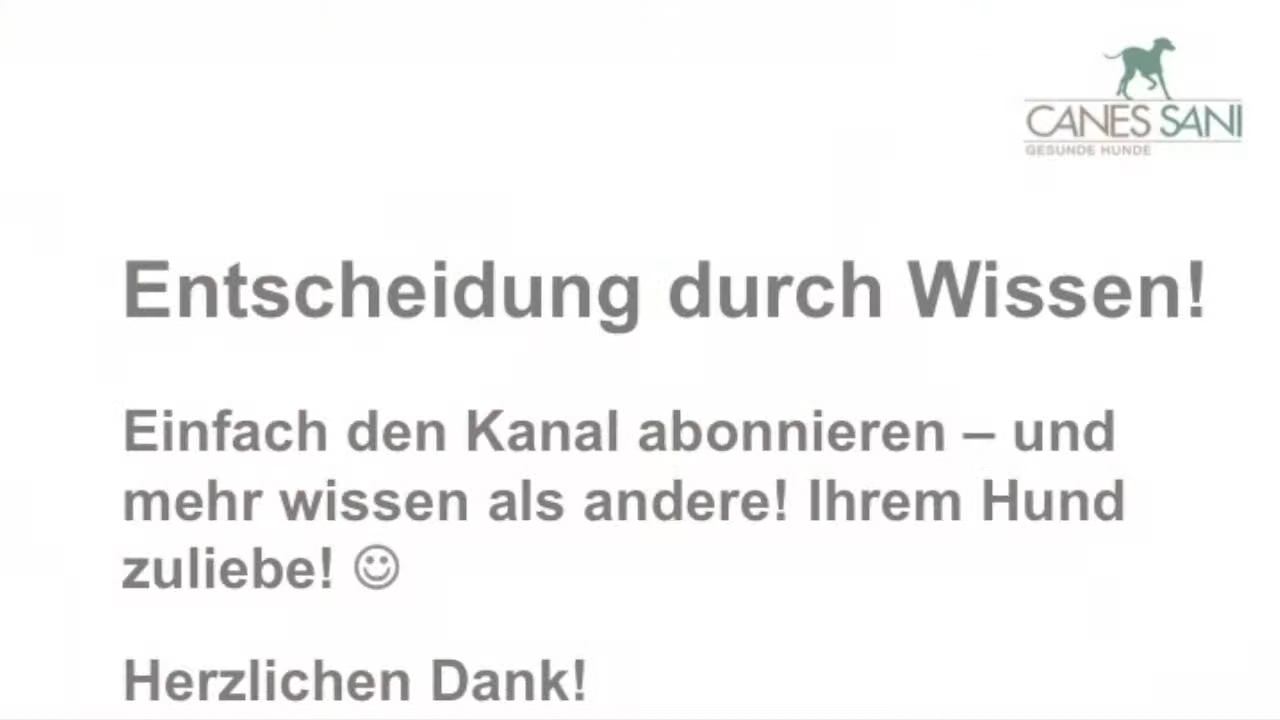 CANES SANI
GESUNDE HUNDE
Entscheidung durch Wissen!
Einfach den Kanal abonnieren – und
mehr wissen als andere! Ihrem Hund
zuliebe! ☺
Herzlichen Dank!